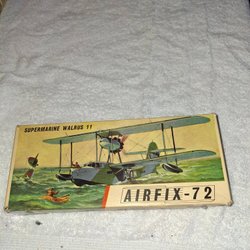 SUPERMARINE WALRUS 11
AIRFIX-72